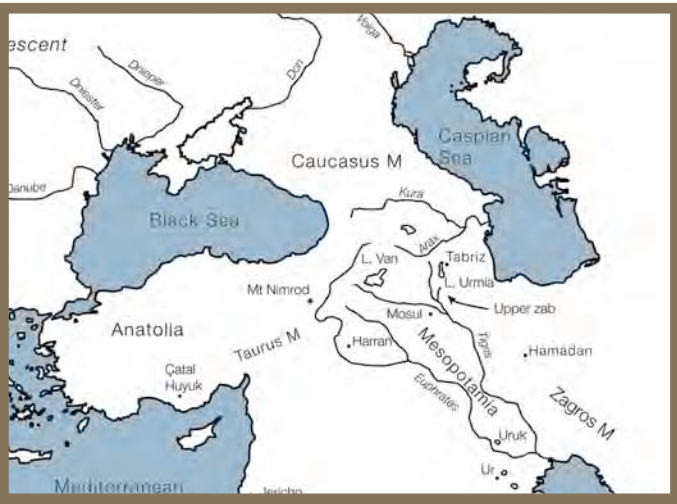 escent
Volga
Dnieper
Don
Dniester
Caspian
Sea
Caucasus M
Danube
Kura
Black Sea
Arax
L. Van
Tabriz
L. Urmia
Mt Nimrod
Upper zab
Mosul
Anatolia
Taurus M
Harran
Mesopotamia
Tigris
Hamadan
Çatal
Huyuk
Euphrates
Zagros M
Uruk
Ur
Mediterranean
Jericho